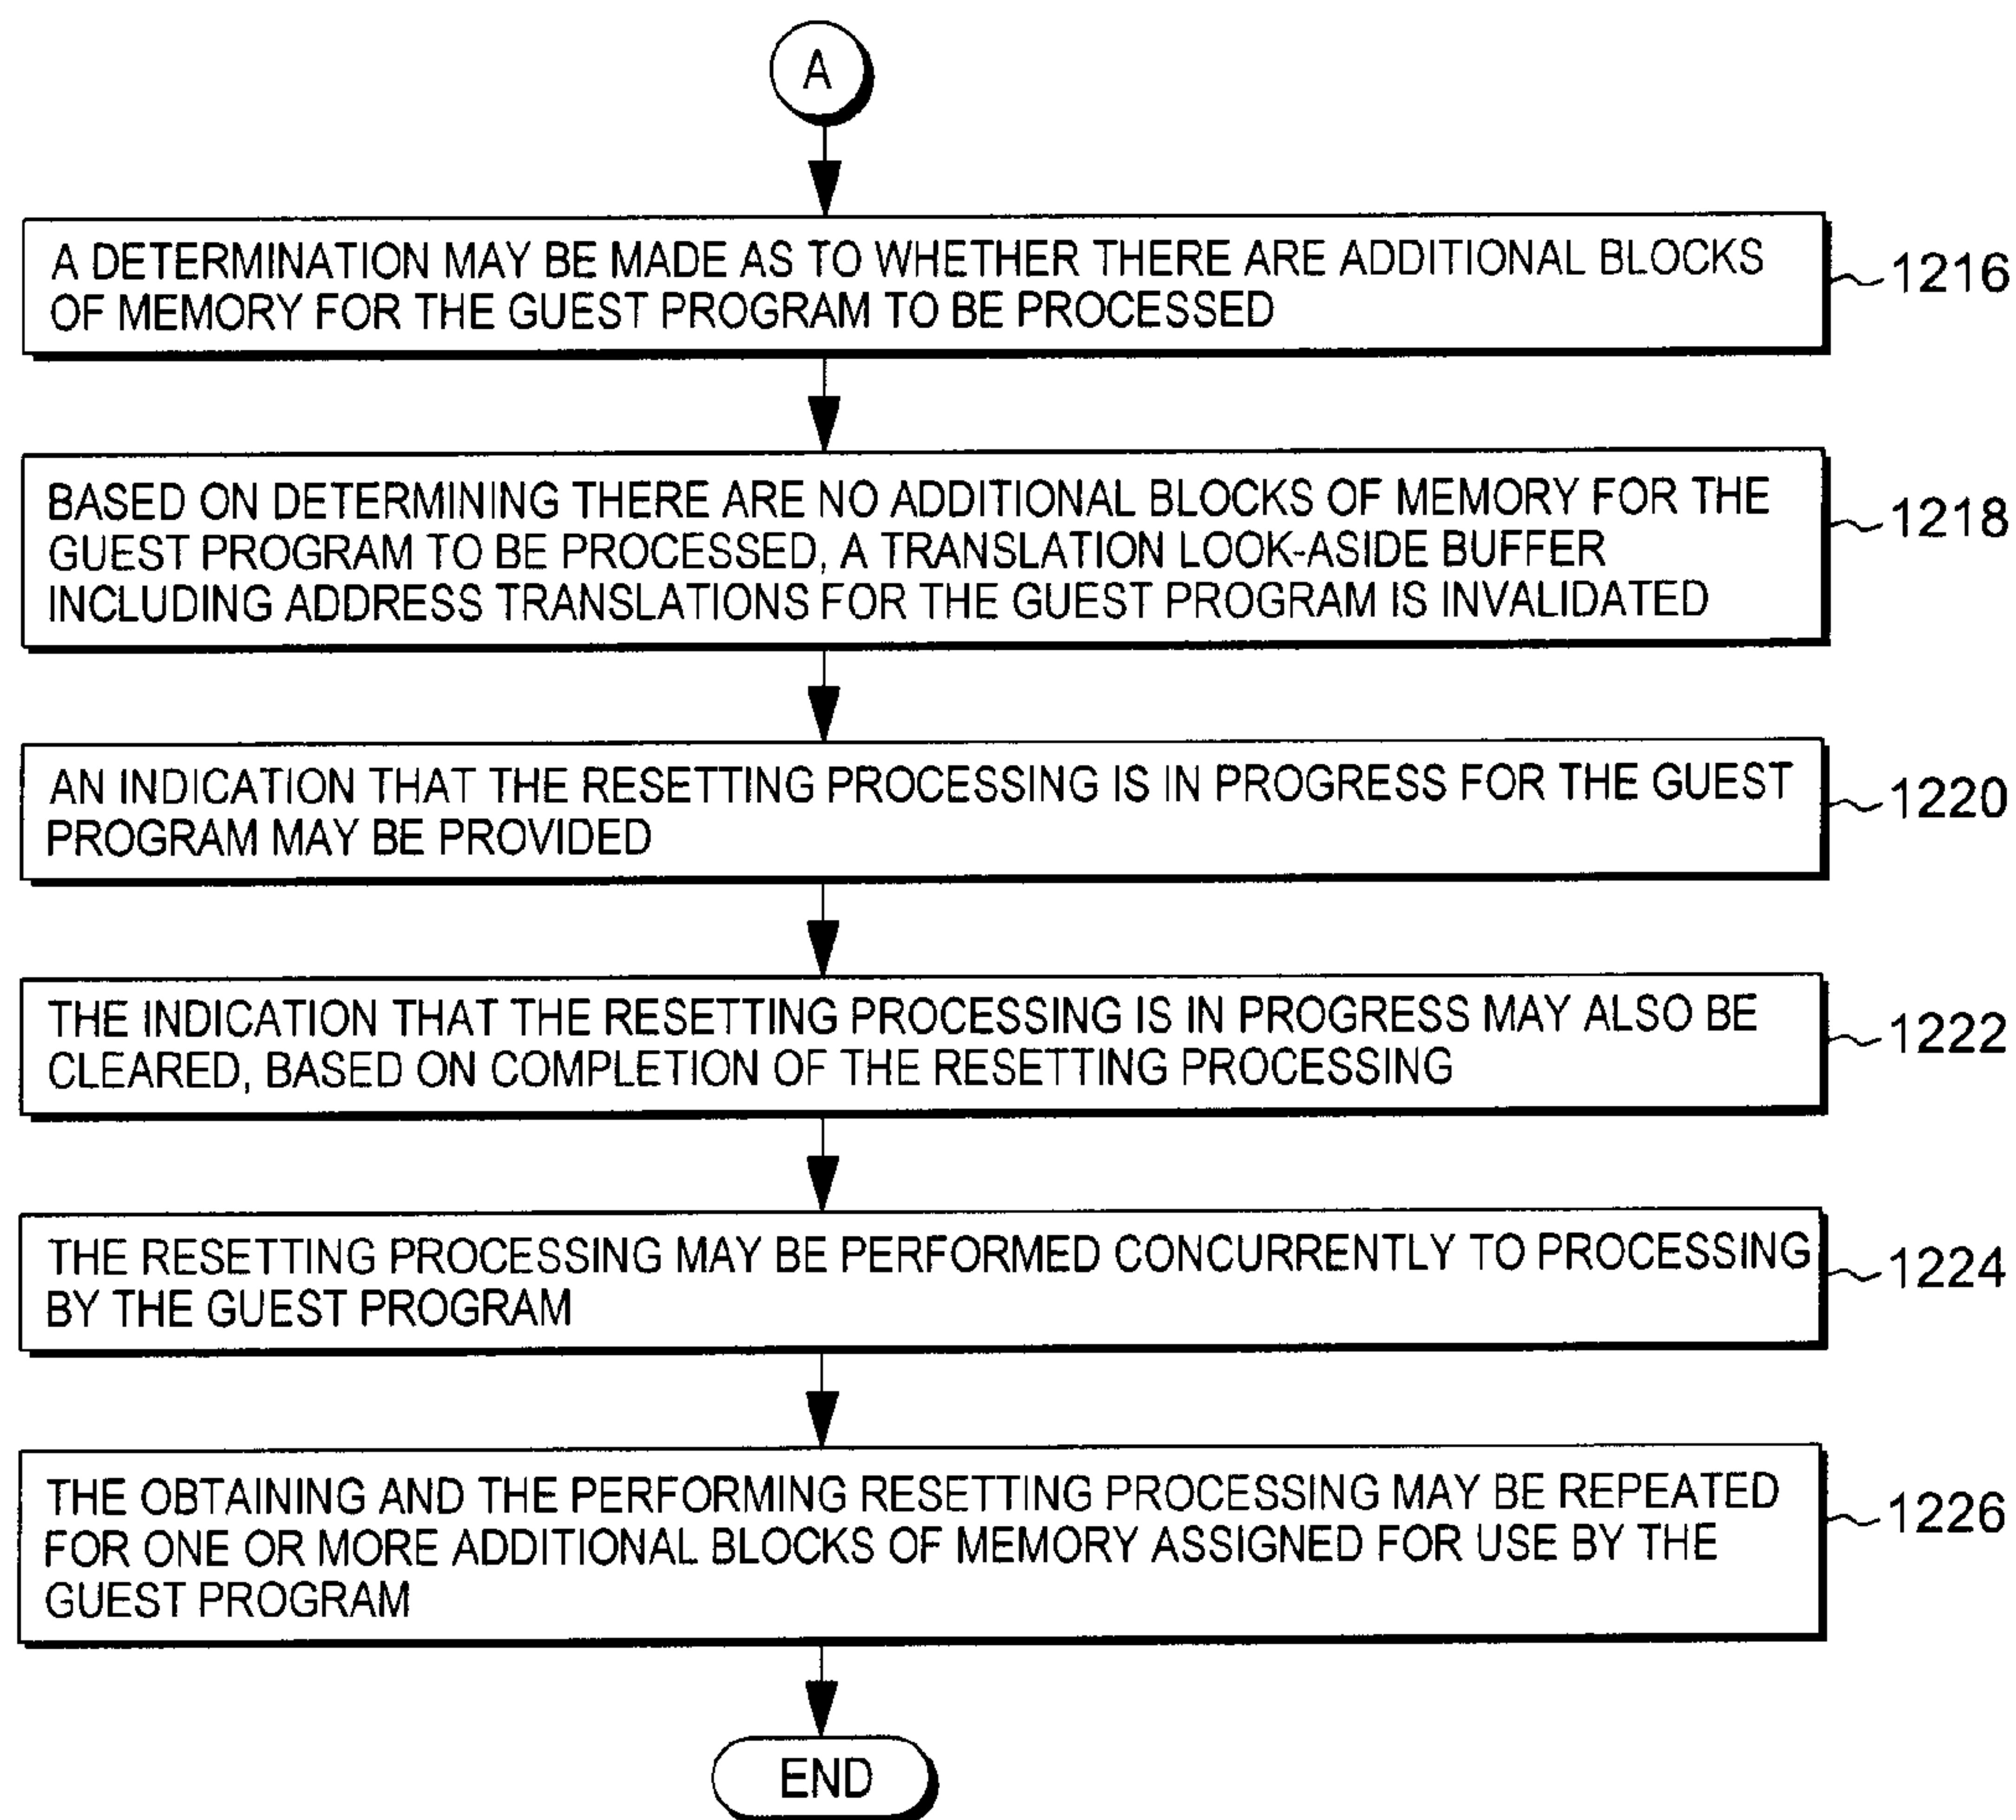 A
A DETERMINATION MAY BE MADE AS TO WHETHER THERE ARE ADDITIONAL BLOCKS
OF MEMORY FOR THE GUEST PROGRAM TO BE PROCESSED
1216
BASED ON DETERMINING THERE ARE NO ADDITIONAL BLOCKS OF MEMORY FOR THE
GUEST PROGRAM TO BE PROCESSED, A TRANSLATION LOOK-ASIDE BUFFER
INCLUDING ADDRESS TRANSLATIONS FOR THE GUEST PROGRAM IS INVALIDATED
1218
AN INDICATION THAT THE RESETTING PROCESSING IS IN PROGRESS FOR THE GUEST
PROGRAM MAY BE PROVIDED
1220
THE INDICATION THAT THE RESETTING PROCESSING IS IN PROGRESS MAY ALSO BE
CLEARED, BASED ON COMPLETION OF THE RESETTING PROCESSING
1222
THE RESETTING PROCESSING MAY BE PERFORMED CONCURRENTLY TO PROCESSING
BY THE GUEST PROGRAM
1224
THE OBTAINING AND THE PERFORMING RESETTING PROCESSING MAY BE REPEATED
FOR ONE OR MORE ADDITIONAL BLOCKS OF MEMORY ASSIGNED FOR USE BY THE
GUEST PROGRAM
1226
END